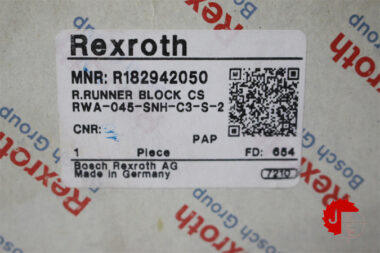 Rexroth
MNR: R182942050
R.RUNNER BLOCK CS
RWA-045-SNH-C3-S-2
CNR:
PAP
1 Piece FD: 654
Bosch Rexroth AG
Made in Germany
7210
Rexroth
Bosch Group
Rexroth
Bosch Group
Rexroth